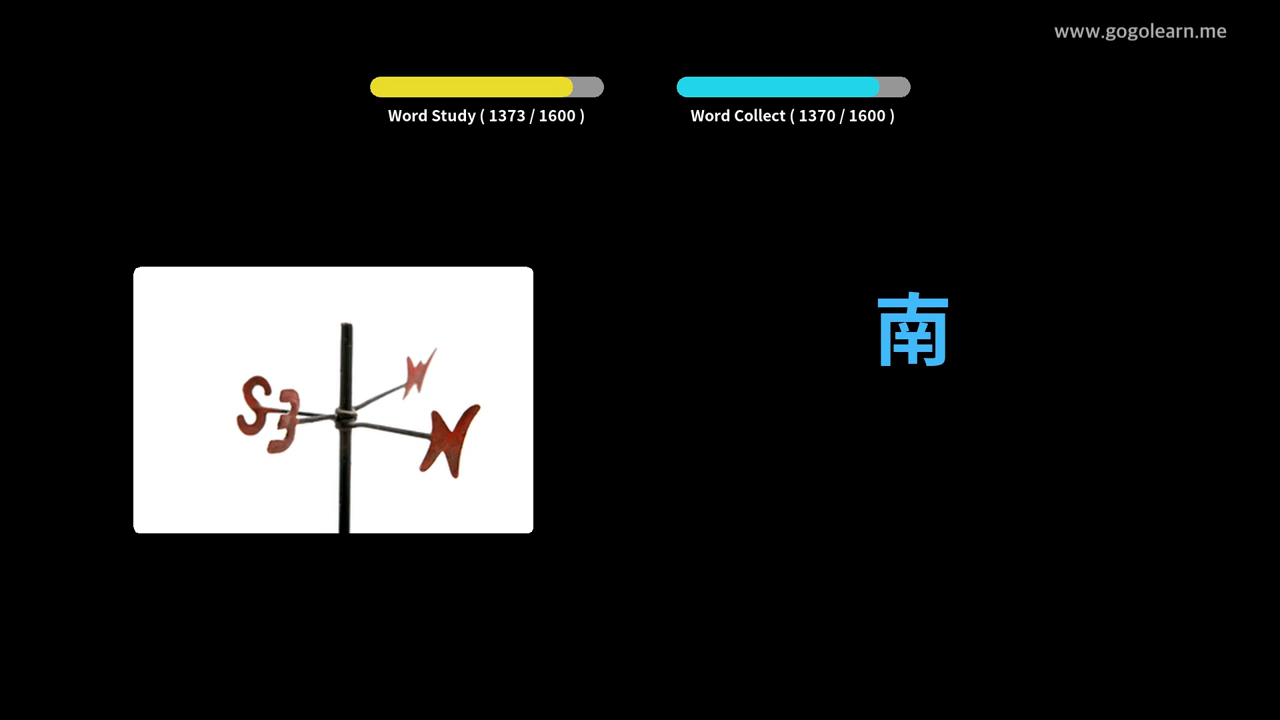 www.gogolearn.me
Word Study ( 1373 / 1600 )
Word Collect ( 1370 / 1600 )
南
S E W N